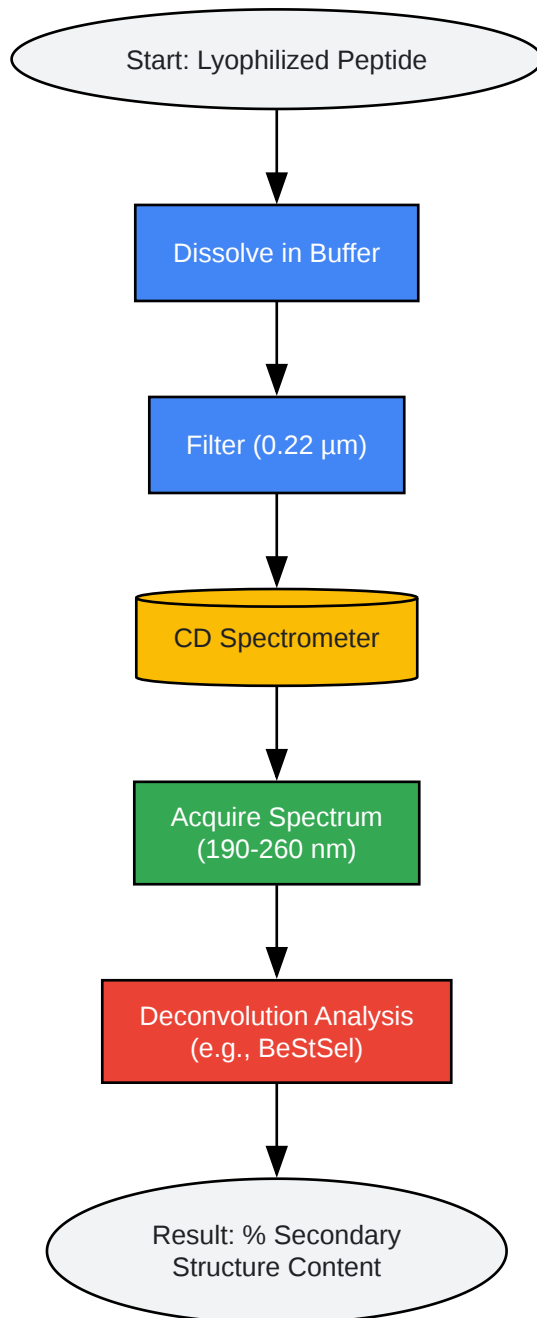 Start: Lyophilized Peptide
Dissolve in Buffer
Filter (0.22 µm)
CD Spectrometer
Acquire Spectrum
(190-260 nm)
Deconvolution Analysis
(e.g., BeStSel)
Result: % Secondary
Structure Content